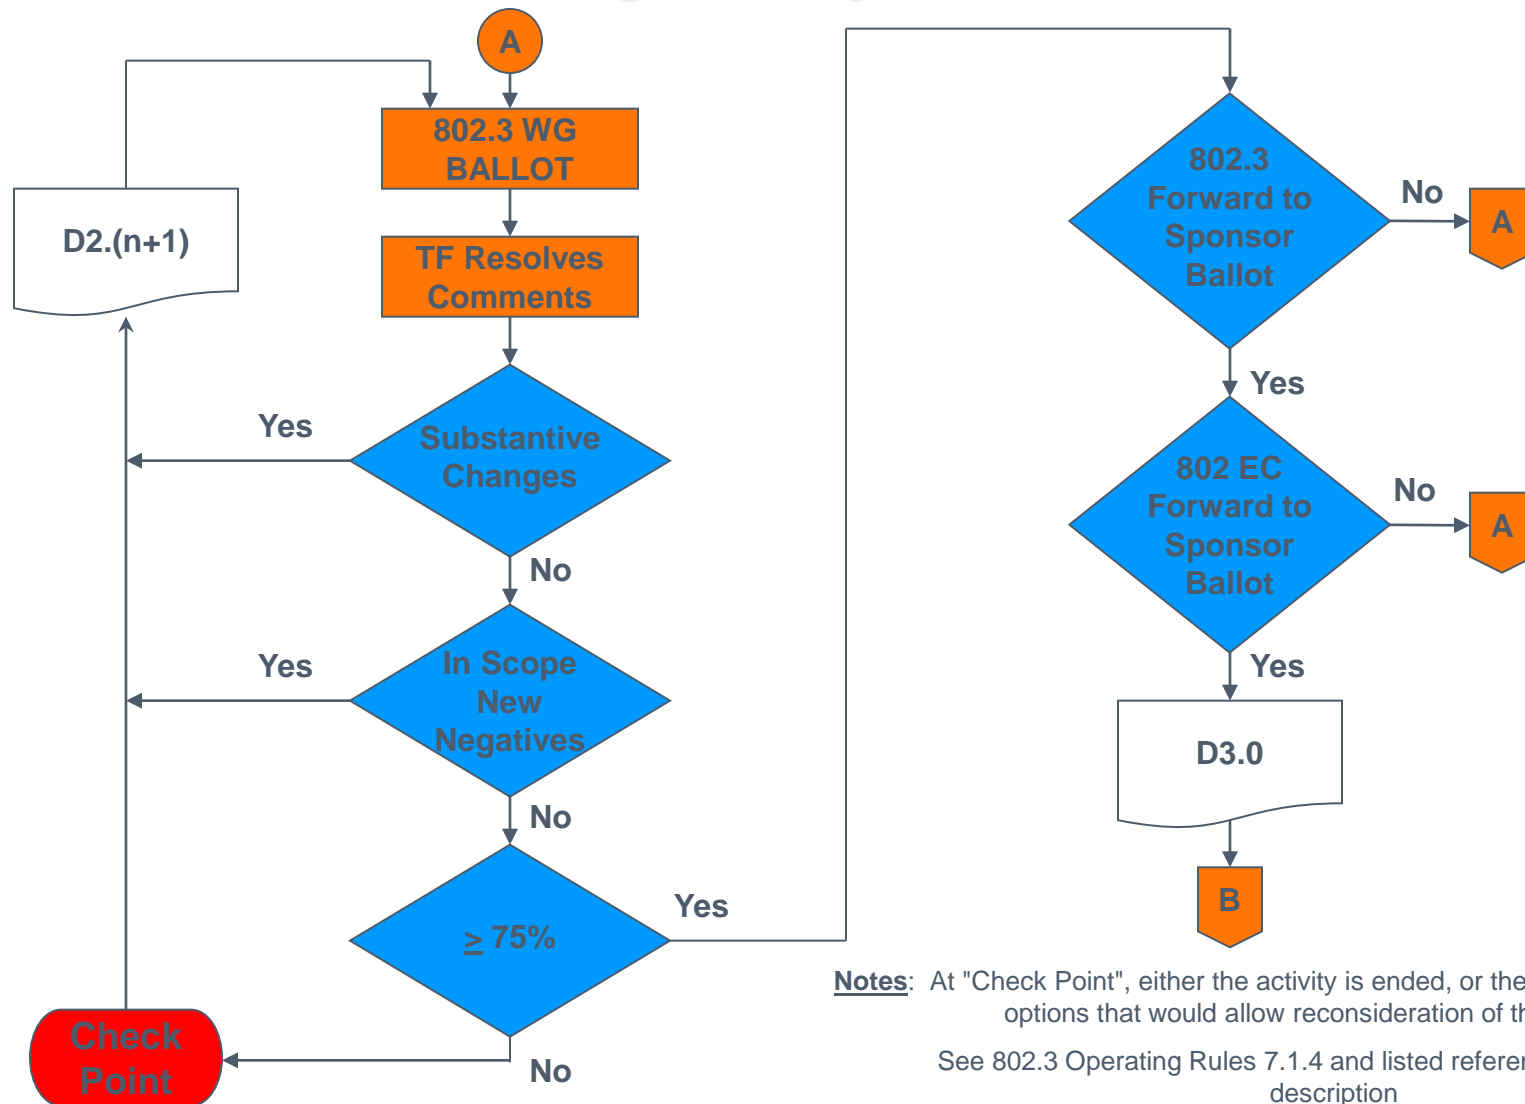 A
802.3 WG
BALLOT
D2.(n+1)
TF Resolves
Comments
Yes
Substantive
Changes
No
Yes
In Scope
New
Negatives
No
≥ 75%
Yes
No
Check
Point
802.3
Forward to
Sponsor
Ballot
No
A
Yes
802 EC
Forward to
Sponsor
Ballot
No
A
Yes
D3.0
B
Notes: At "Check Point", either the activity is ended, or the
options that would allow reconsideration of
See 802.3 Operating Rules 7.1.4 and listed
description